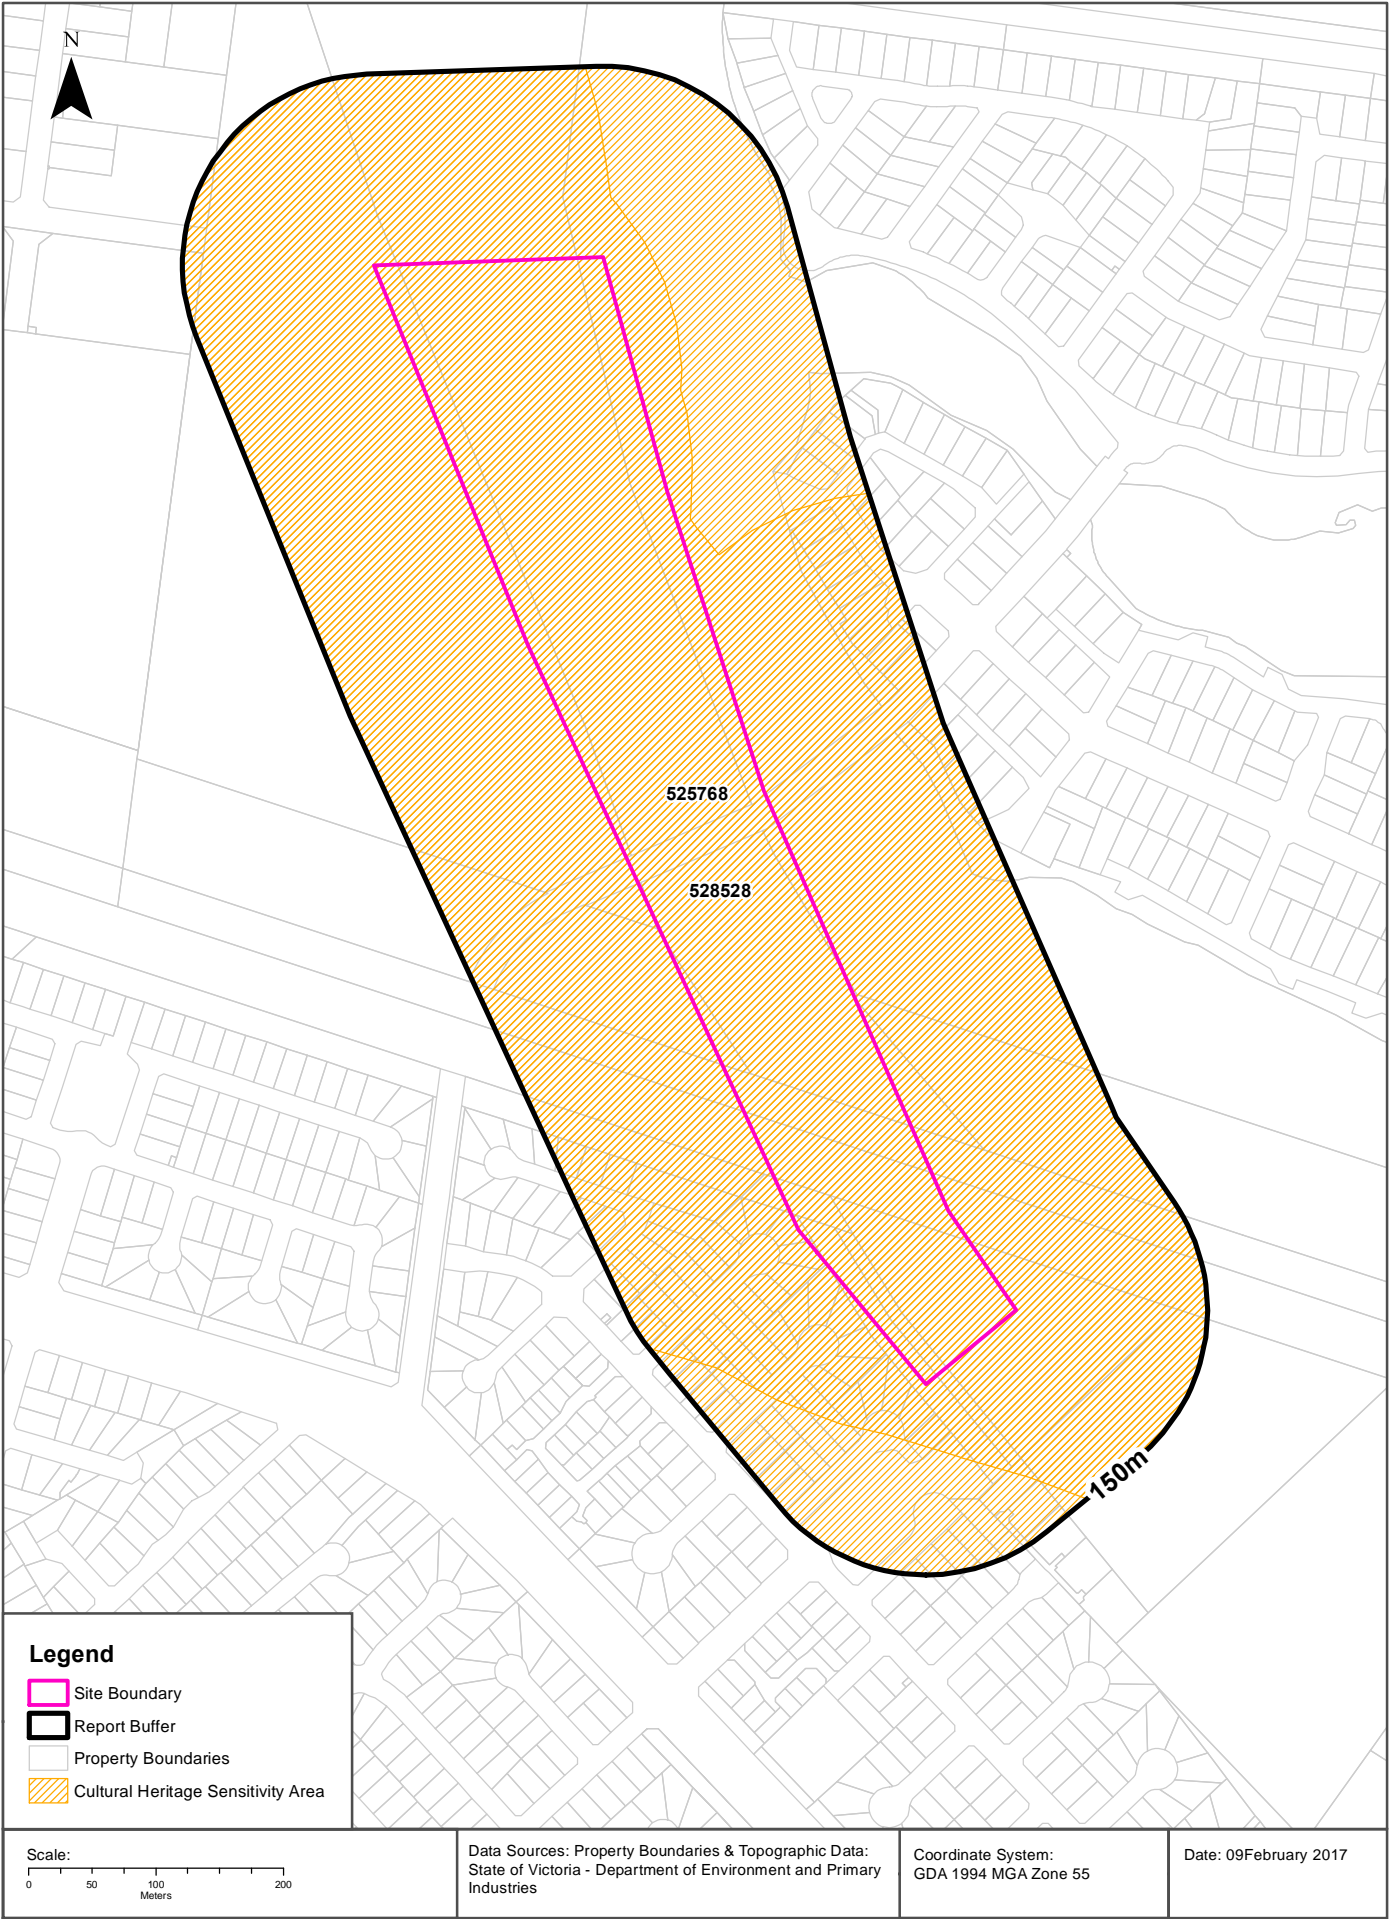 N
525768
528528
150m
Legend
Site Boundary
Report Buffer
Property Boundaries
Cultural Heritage Sensitivity Area
Scale:
0 50 100 200
Meters
Data Sources: Property Boundaries & Topographic Data:
State of Victoria - Department of Environment and Primary
Industries
Coordinate System:
GDA 1994 MGA Zone 55
Date: 09February 2017